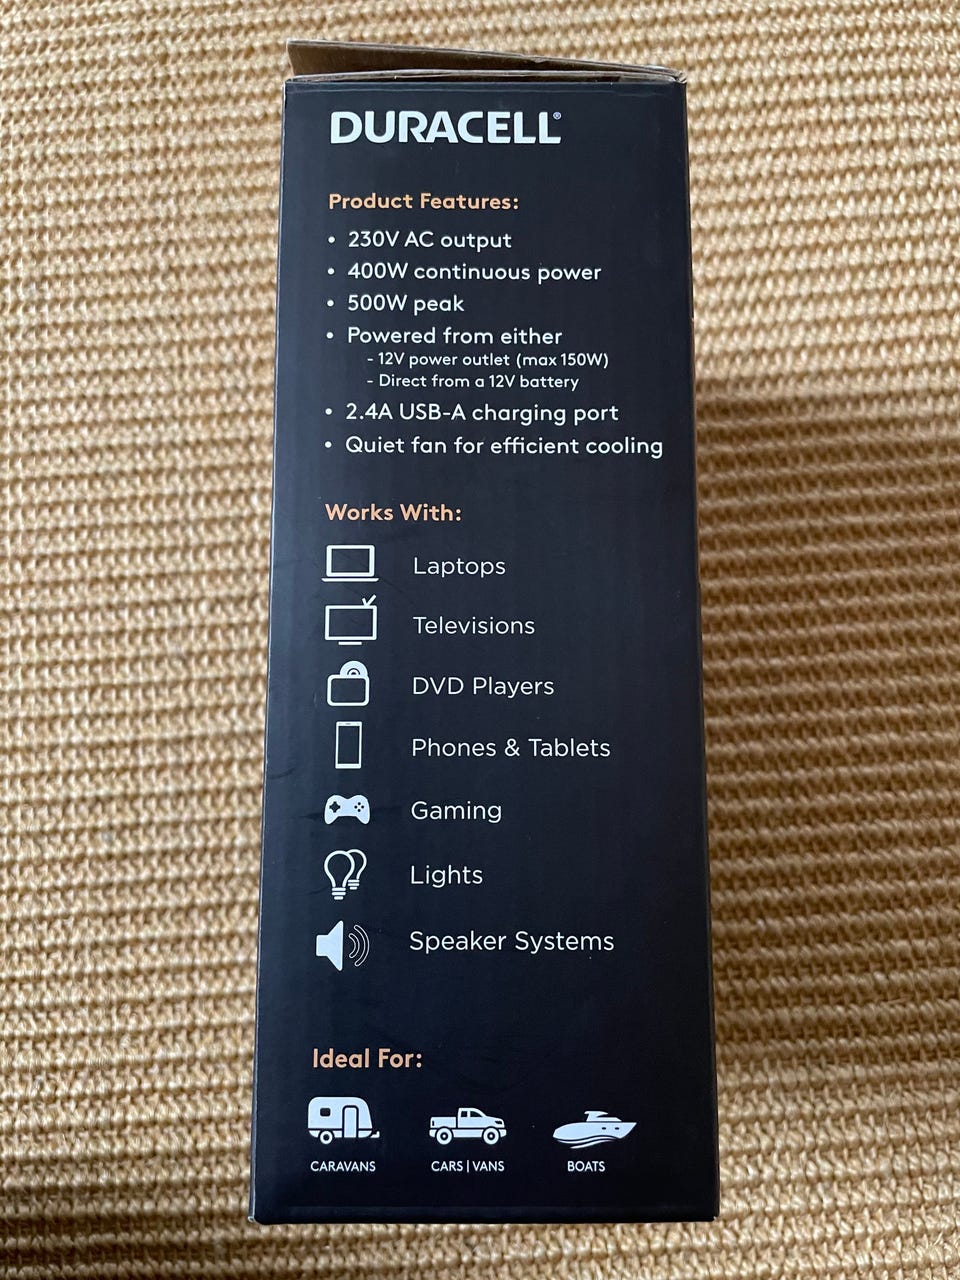 DURACELL®
Product Features:
• 230V AC output
• 400W continuous power
• 500W peak
• Powered from either
- 12V power outlet (max 150W)
- Direct from a 12V battery
• 2.4A USB-A charging port
• Quiet fan for efficient cooling
Works With:
Laptops
Televisions
DVD Players
Phones & Tablets
Gaming
Lights
Speaker Systems
Ideal For:
CARAVANS CARS | VANS BOATS